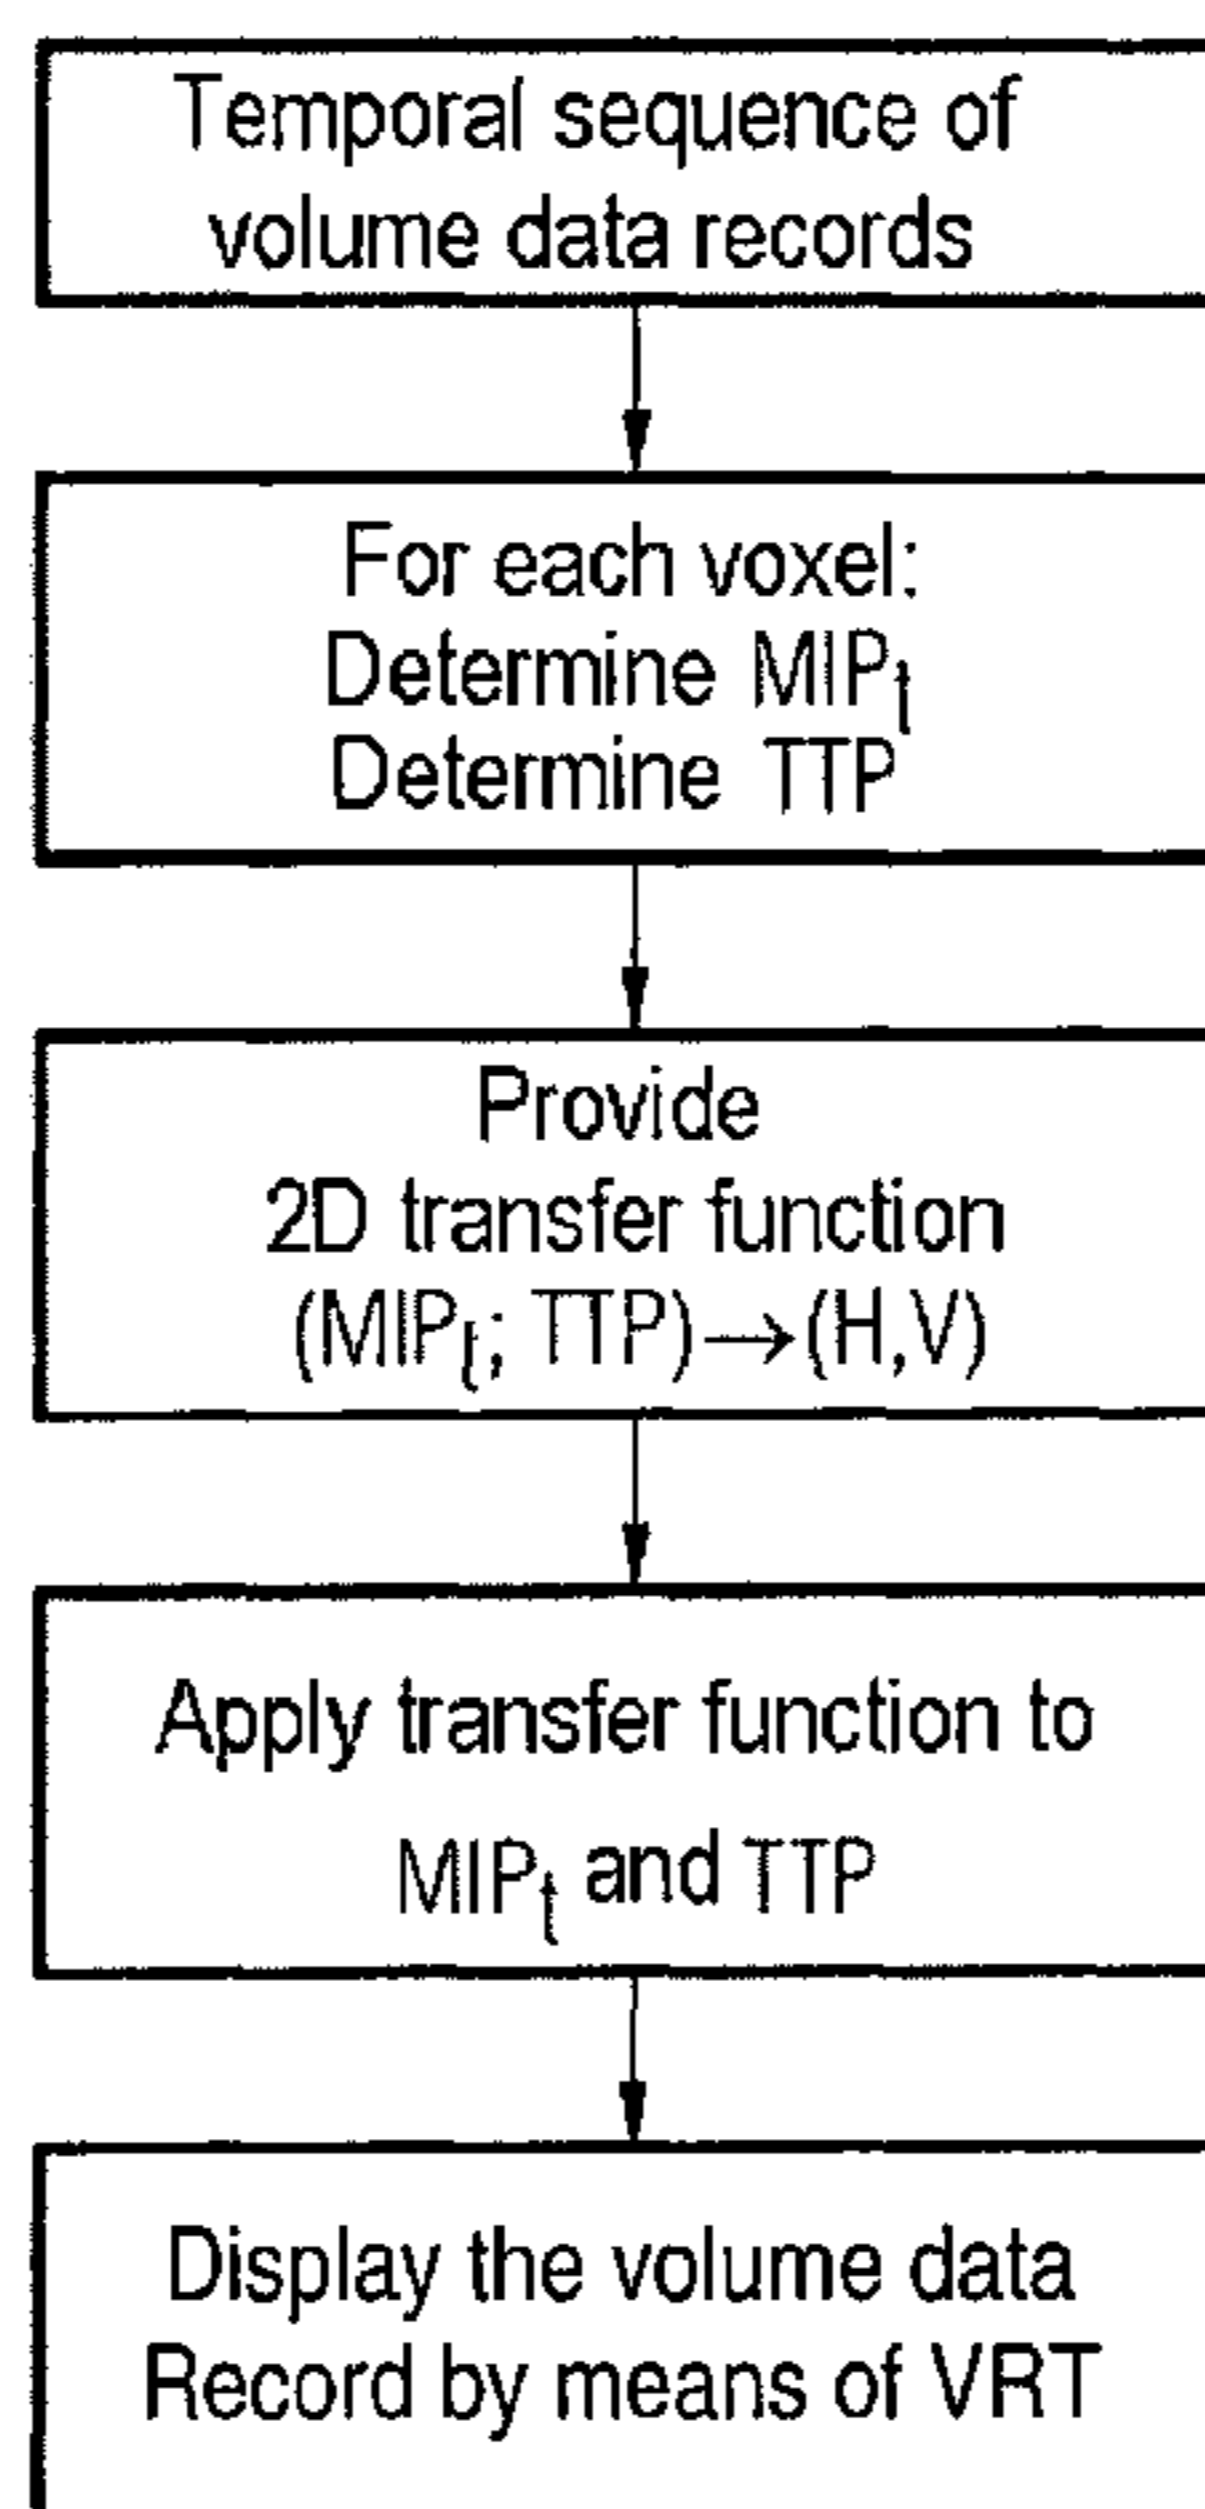 Temporal sequence of
volume data records
For each voxel:
Determine MIPt
Determine TTP
Provide
2D transfer function
(MIPt; TTP)→(H,V)
Apply transfer function to
MIPt and TTP
Display the volume data
Record by means of VRT